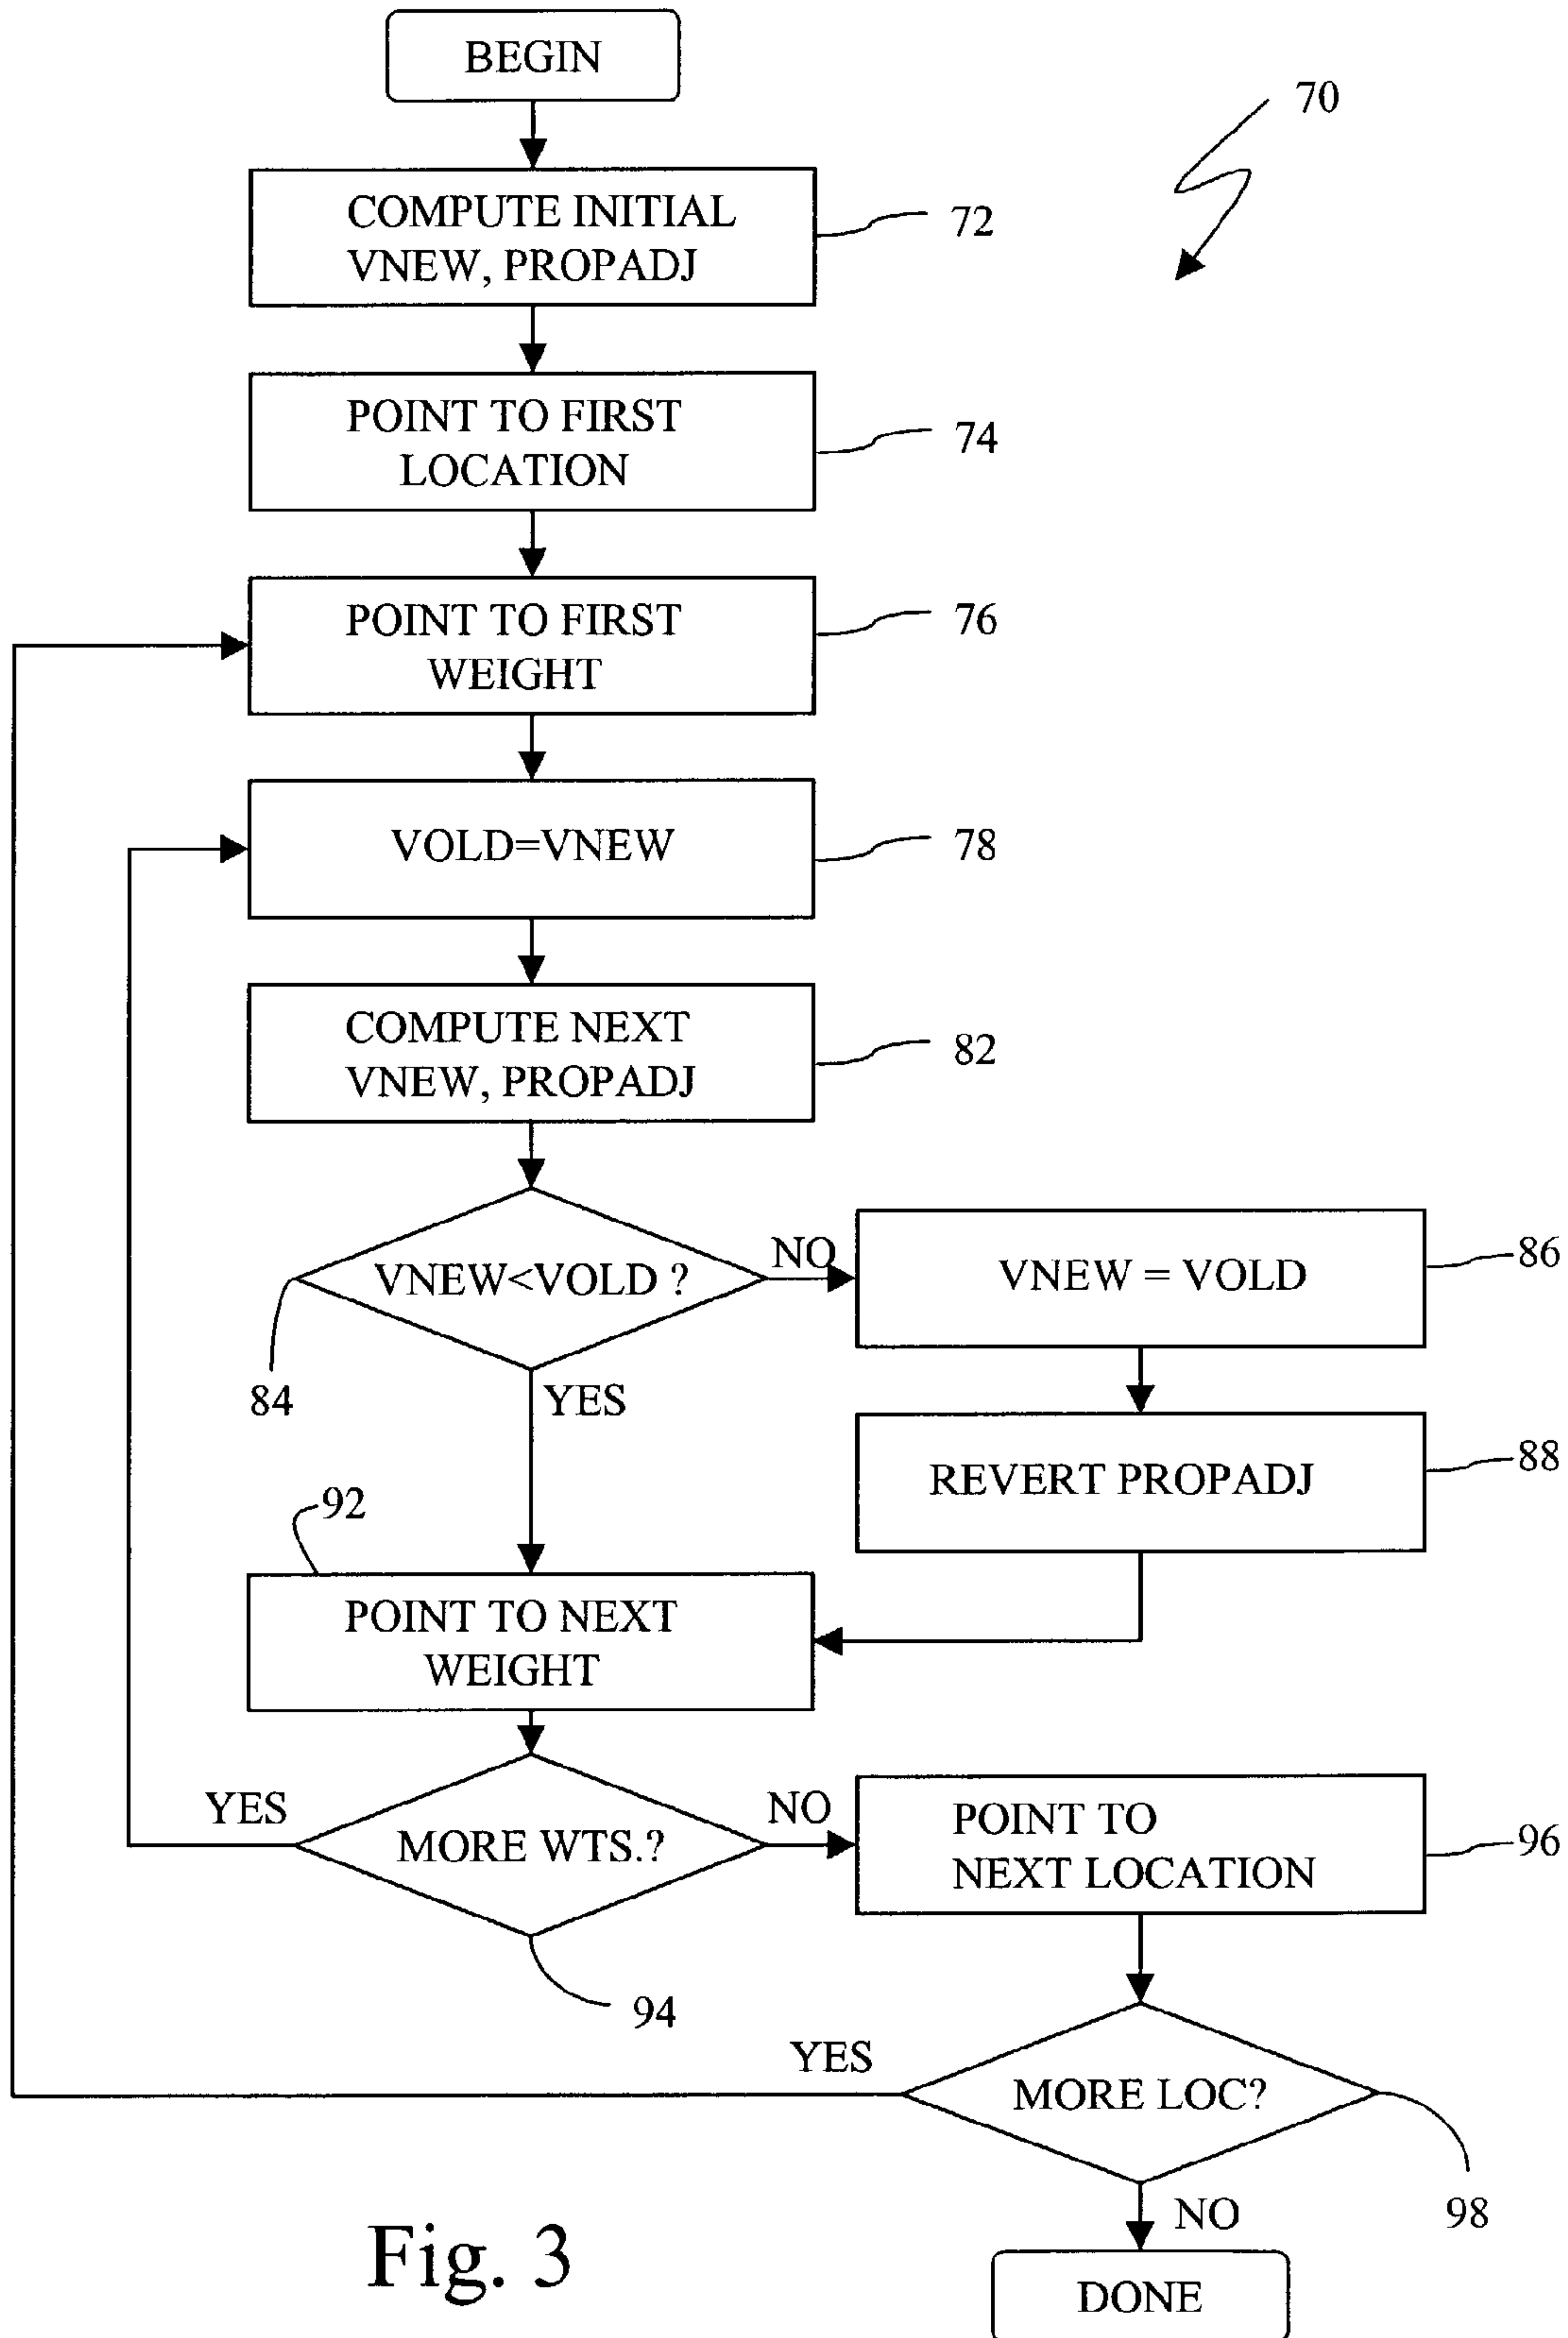 BEGIN
70
COMPUTE INITIAL
VNEW, PROPADJ
72
POINT TO FIRST
LOCATION
74
POINT TO FIRST
WEIGHT
76
VOLD=VNEW
78
COMPUTE NEXT
VNEW, PROPADJ
82
VNEW<VOLD ?
NO
84
YES
VNEW = VOLD
86
REVERT PROPADJ
88
92
POINT TO NEXT
WEIGHT
YES
MORE WTS.?
NO
94
POINT TO
NEXT LOCATION
96
YES
MORE LOC?
98
NO
DONE
Fig. 3